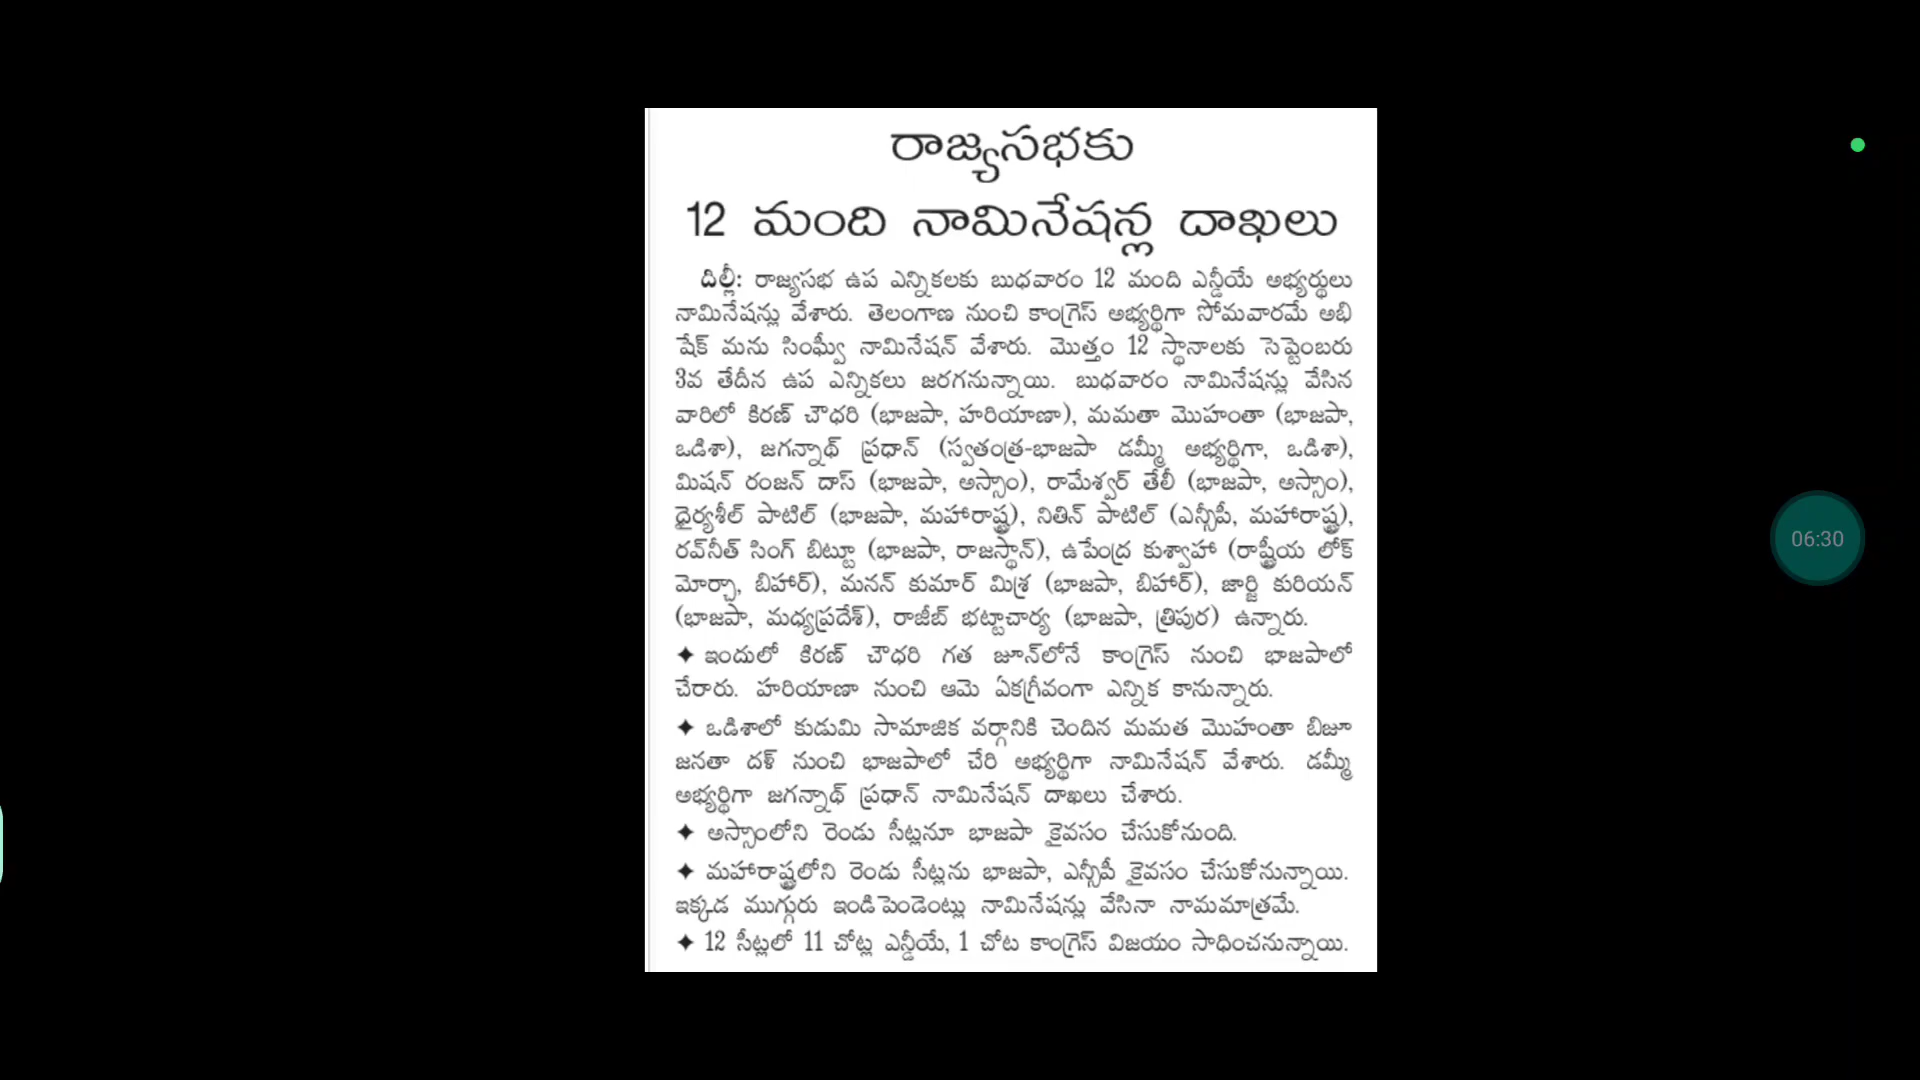 రాజ్యసభకు
12 మంది నామినేషన్ల దాఖలు
దిల్లీ: రాజ్యసభ ఉప ఎన్నికలకు బుధవారం 12 మంది ఎన్డీయే అభ్యర్థులు
నామినేషన్లు వేశారు. తెలంగాణ నుంచి కాంగ్రెస్ అభ్యర్థిగా సోమవారమే అభి
షేక్ మను సింఘ్వీ నామినేషన్ వేశారు. మొత్తం 12 స్థానాలకు సెప్టెంబరు
3వ తేదీన ఉప ఎన్నికలు జరగనున్నాయి. బుధవారం నామినేషన్లు వేసిన
వారిలో కిరణ్ చౌధరి (భాజపా, హరియాణా), మమతా మొహంతా (భాజపా,
ఒడిశా), జగన్నాథ్ ప్రధాన్ (స్వతంత్ర-భాజపా డమ్మీ అభ్యర్థిగా, ఒడిశా),
మిషన్ రంజన్ దాస్ (భాజపా, అస్సాం), రామేశ్వర్ తేలీ (భాజపా, అస్సాం),
ధైర్యశీల్ పాటిల్ (భాజపా, మహారాష్ట్ర), నితిన్ పాటిల్ (ఎన్సీపీ, మహారాష్ట్ర),
రవ్‌నీత్ సింగ్ బిట్టూ (భాజపా, రాజస్థాన్), ఉపేంద్ర కుశ్వాహా (రాష్ట్రీయ లోక్
మోర్చా, బిహార్), మనన్ కుమార్ మిశ్ర (భాజపా, బిహార్), జార్జి కురియన్
(భాజపా, మధ్యప్రదేశ్), రాజీబ్ భట్టాచార్య (భాజపా, త్రిపుర) ఉన్నారు.
✦ ఇందులో కిరణ్ చౌధరి గత జూన్‌లోనే కాంగ్రెస్ నుంచి భాజపాలో
చేరారు. హరియాణా నుంచి ఆమె ఏకగ్రీవంగా ఎన్నిక కానున్నారు.
✦ ఒడిశాలో కుడుమి సామాజిక వర్గానికి చెందిన మమత మొహంతా బిజూ
జనతా దళ్ నుంచి భాజపాలో చేరి అభ్యర్థిగా నామినేషన్ వేశారు. డమ్మీ
అభ్యర్థిగా జగన్నాథ్ ప్రధాన్ నామినేషన్ దాఖలు చేశారు.
✦ అస్సాంలోని రెండు సీట్లనూ భాజపా కైవసం చేసుకోనుంది.
✦ మహారాష్ట్రలోని రెండు సీట్లను భాజపా, ఎన్సీపీ కైవసం చేసుకోనున్నాయి.
ఇక్కడ ముగ్గురు ఇండిపెండెంట్లు నామినేషన్లు వేసినా నామమాత్రమే.
✦ 12 సీట్లలో 11 చోట్ల ఎన్డీయే, 1 చోట కాంగ్రెస్ విజయం సాధించనున్నాయి.
06:30